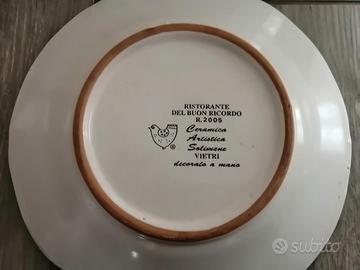 RISTORANTE
DEL BUON RICORDO
R.2005
Ceramica
Artistica
Solimene
VIETRI
decorato a mano
subito